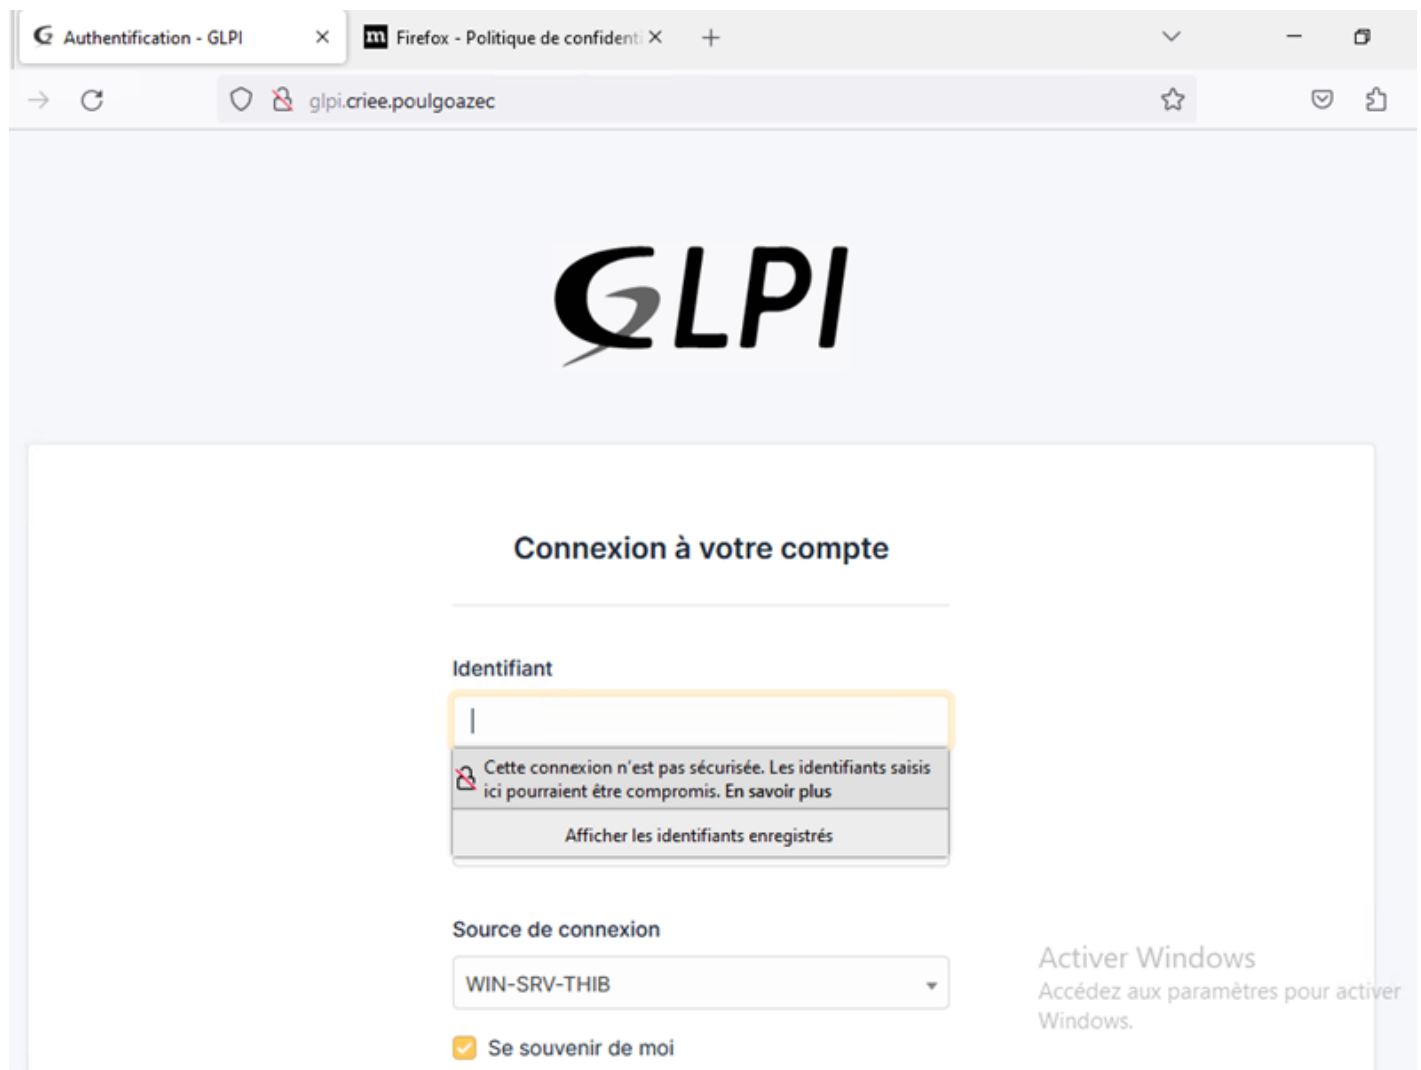 Authentification - GLPI
Firefox - Politique de confidenti
glpi.criee.poulgoazec
GLPI
Connexion à votre compte
Identifiant
Cette connexion n'est pas sécurisée. Les identifiants saisis
ici pourraient être compromis. En savoir plus
Afficher les identifiants enregistrés
Source de connexion
WIN-SRV-THIB
Se souvenir de moi
Activer Windows
Accédez aux paramètres pour activer
Windows.